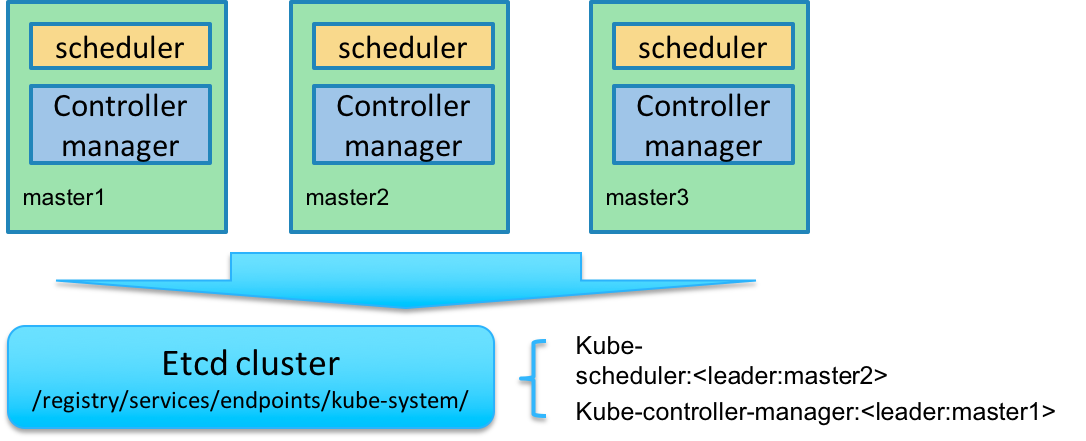 scheduler
Controller
manager
master1
scheduler
Controller
manager
master2
scheduler
Controller
manager
master3
Etcd cluster
/registry/services/endpoints/kube-system/
Kube-
scheduler:<leader:master2>
Kube-controller-manager:<leader:master1>